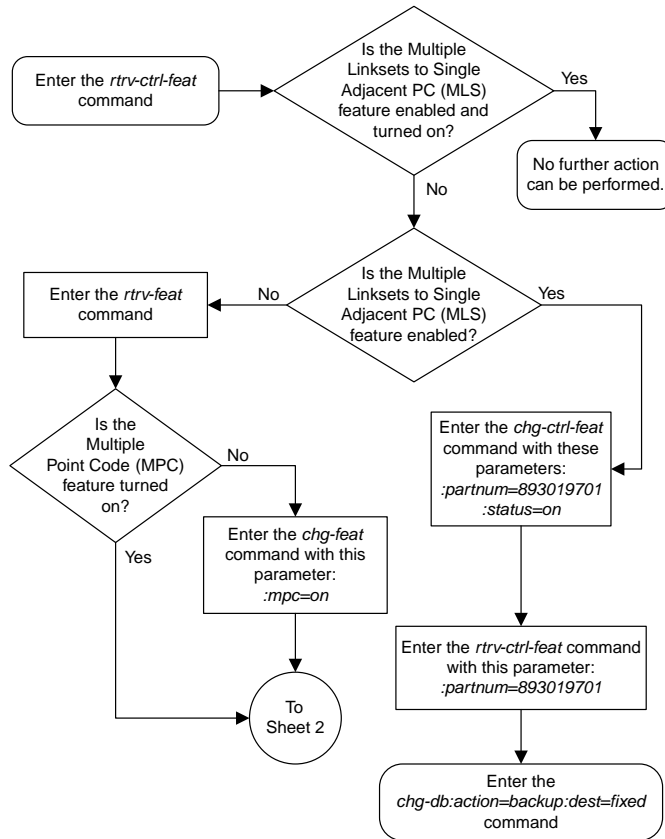 Enter the rtrv-ctrl-feat
command
Is the Multiple
Linksets to Single
Adjacent PC (MLS)
feature enabled and
turned on?
Yes
No further action
can be performed.
No
Is the Multiple
Linksets to Single
Adjacent PC (MLS)
feature enabled?
No
Yes
Enter the rtrv-feat
command
Is the
Multiple
Point Code (MPC)
feature turned
on?
No
Yes
Enter the chg-feat
command with this
parameter:
:mpc=on
To
Sheet 2
Enter the chg-ctrl-feat
command with these
parameters:
:partnum=893019701
:status=on
Enter the rtrv-ctrl-feat command
with this parameter:
:partnum=893019701
Enter the
chg-db:action=backup:dest=fixed
command